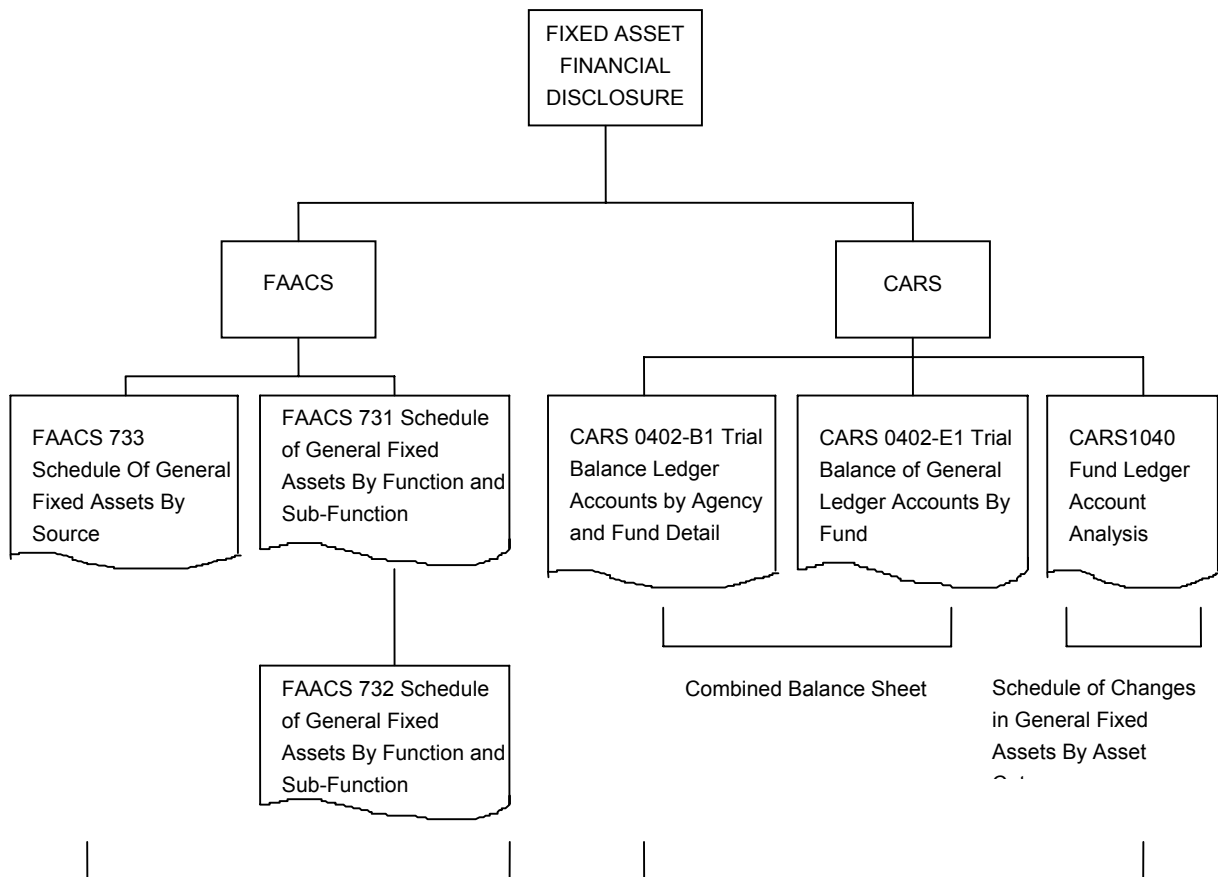 FIXED ASSET
FINANCIAL
DISCLOSURE
FAACS
CARS
FAACS 733
Schedule Of General
Fixed Assets By
Source
FAACS 731 Schedule
of General Fixed
Assets By Function and
Sub-Function
CARS 0402-B1 Trial
Balance Ledger
Accounts by Agency
and Fund Detail
CARS 0402-E1 Trial
Balance of General
Ledger Accounts By
Fund
CARS1040
Fund Ledger
Account
Analysis
FAACS 732 Schedule
of General Fixed
Assets By Function and
Sub-Function
Combined Balance Sheet
Schedule of Changes
in General Fixed
Assets By Asset